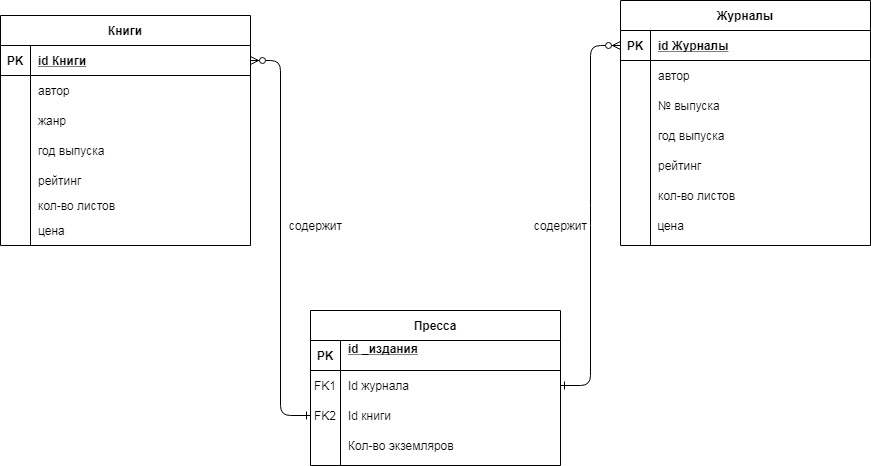 Книги
PK id Книги
автор
жанр
год выпуска
рейтинг
кол-во листов
цена
Журналы
PK id Журналы
автор
№ выпуска
год выпуска
рейтинг
кол-во листов
цена
содержит
содержит
Пресса
PK id _издания
FK1 Id журнала
FK2 Id книги
Кол-во экземляров